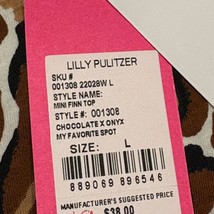 LILLY PULITZER
SKU #
001308 22028W L
STYLE NAME:
MINI FINN TOP
STYLE #: 001308
CHOCOLATE X ONYX
MY FAVORITE SPOT
SIZE: L
889069 896546
MANUFACTURER'S SUGGESTED PRICE
$38.00